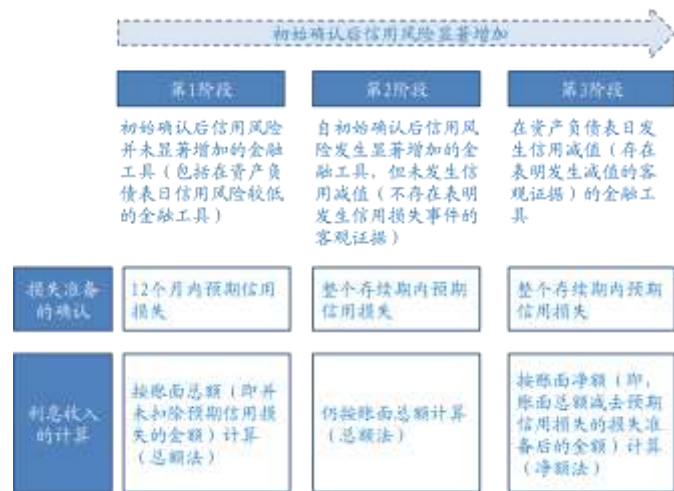 初始确认后信用风险显著增加
第1阶段
第2阶段
第3阶段
初始确认后信用风险
并未显著增加的金融
工具（包括在资产负
债表日信用风险较低
的金融工具）
自初始确认后信用风
险发生显著增加的金
融工具，但未发生信
用减值（不存在表明
发生信用损失事件的
客观证据）
在资产负债表日发
生信用减值（存在
表明发生减值的客
观证据）的金融工
具
损失准备
的确认
12个月内预期信用
损失
整个存续期内预期
信用损失
整个存续期内预期
信用损失
利息收入
的计算
按账面总额（即并
未扣除预期信用损
失的金额）计算
（总额法）
仍按账面总额计算
（总额法）
按账面净额（即，
账面总额减去预期
信用损失的损失准
备后的金额）计算
（净额法）